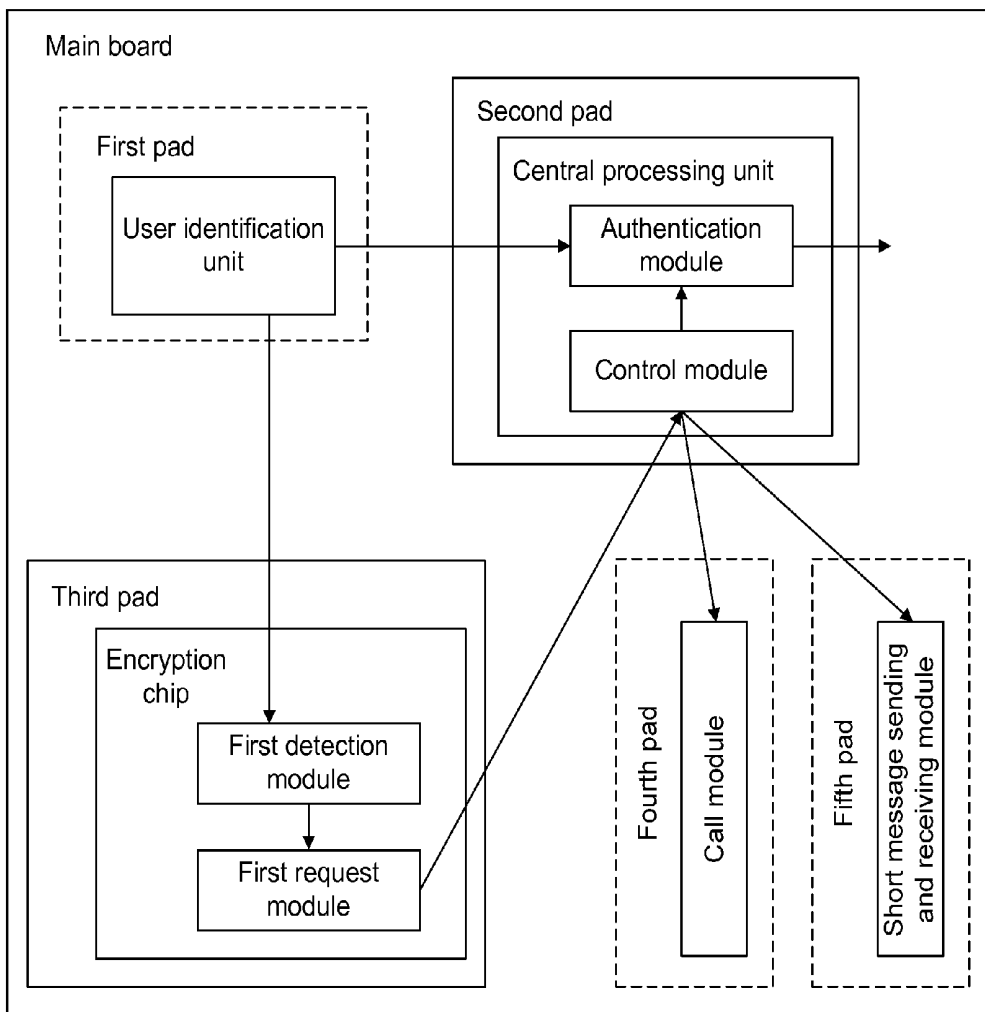 Main board
First pad
User identification
unit
Second pad
Central processing unit
Authentication
module
Control module
Third pad
Encryption
chip
First detection
module
First request
module
Fourth pad
Call module
Fifth pad
Short message sending
and receiving module